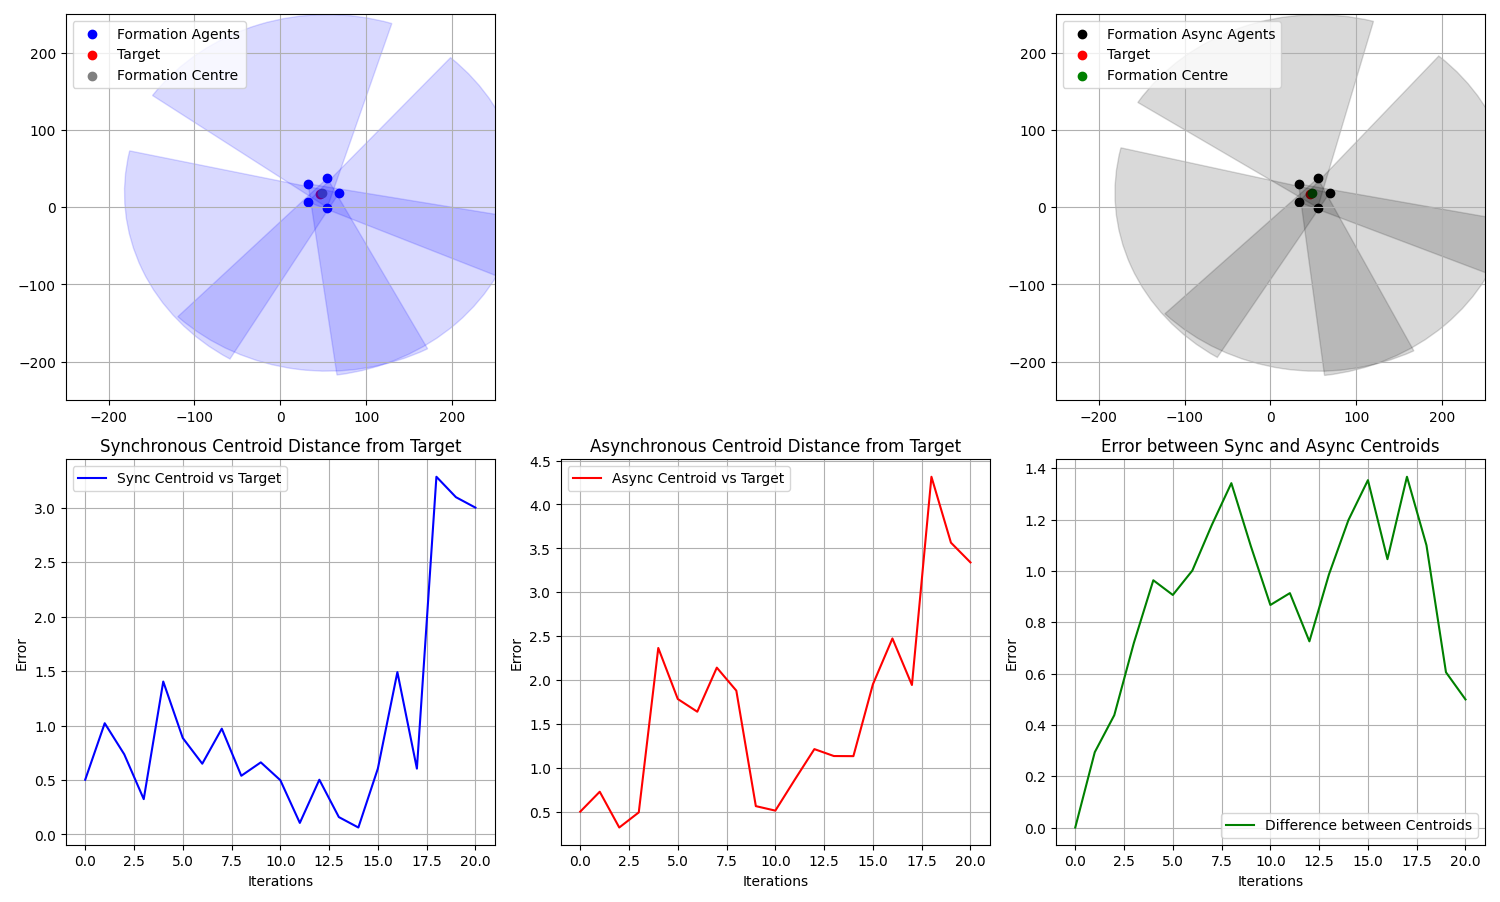 Formation Agents
Target
Formation Centre
200
100
0
−100
−200
−200 −100 0 100 200
Formation Async Agents
Target
Formation Centre
200
100
0
−100
−200
−200 −100 0 100 200
Synchronous Centroid Distance from Target
Sync Centroid vs Target
Error
3.0
2.5
2.0
1.5
1.0
0.5
0.0
0.0 2.5 5.0 7.5 10.0 12.5 15.0 17.5 20.0
Iterations
Asynchronous Centroid Distance from Target
Async Centroid vs Target
Error
4.5
4.0
3.5
3.0
2.5
2.0
1.5
1.0
0.5
0.0 2.5 5.0 7.5 10.0 12.5 15.0 17.5 20.0
Iterations
Error between Sync and Async Centroids
Error
1.4
1.2
1.0
0.8
0.6
0.4
0.2
0.0
Difference between Centroids
0.0 2.5 5.0 7.5 10.0 12.5 15.0 17.5 20.0
Iterations